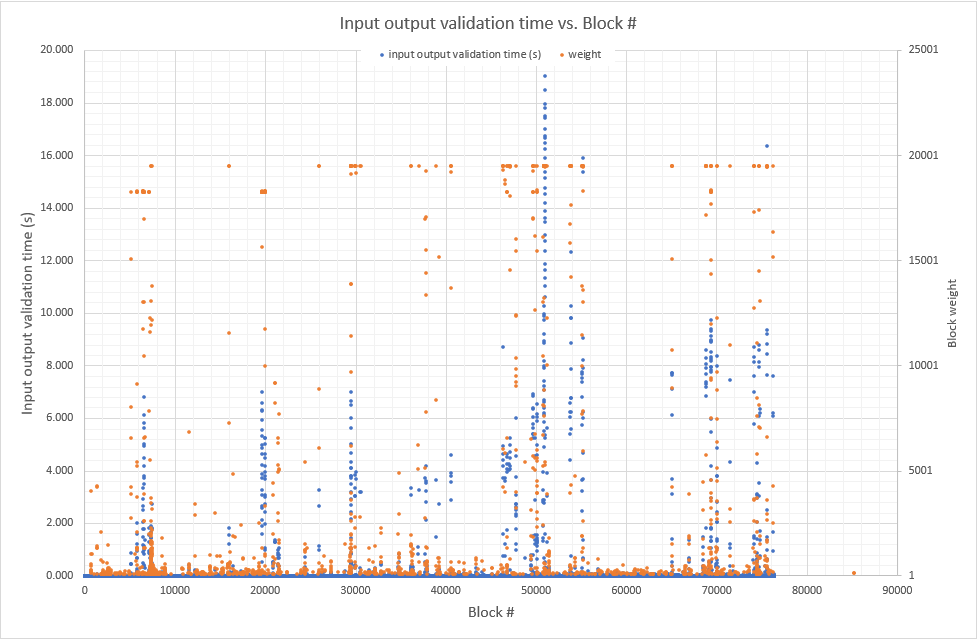 Input output validation time vs. Block #
input output validation time (s) weight
20.000
18.000
16.000
14.000
12.000
10.000
8.000
6.000
4.000
2.000
0.000
Input output validation time (s)
25001
20001
15001
10001
5001
1
Block weight
0 10000 20000 30000 40000 50000 60000 70000 80000 90000
Block #